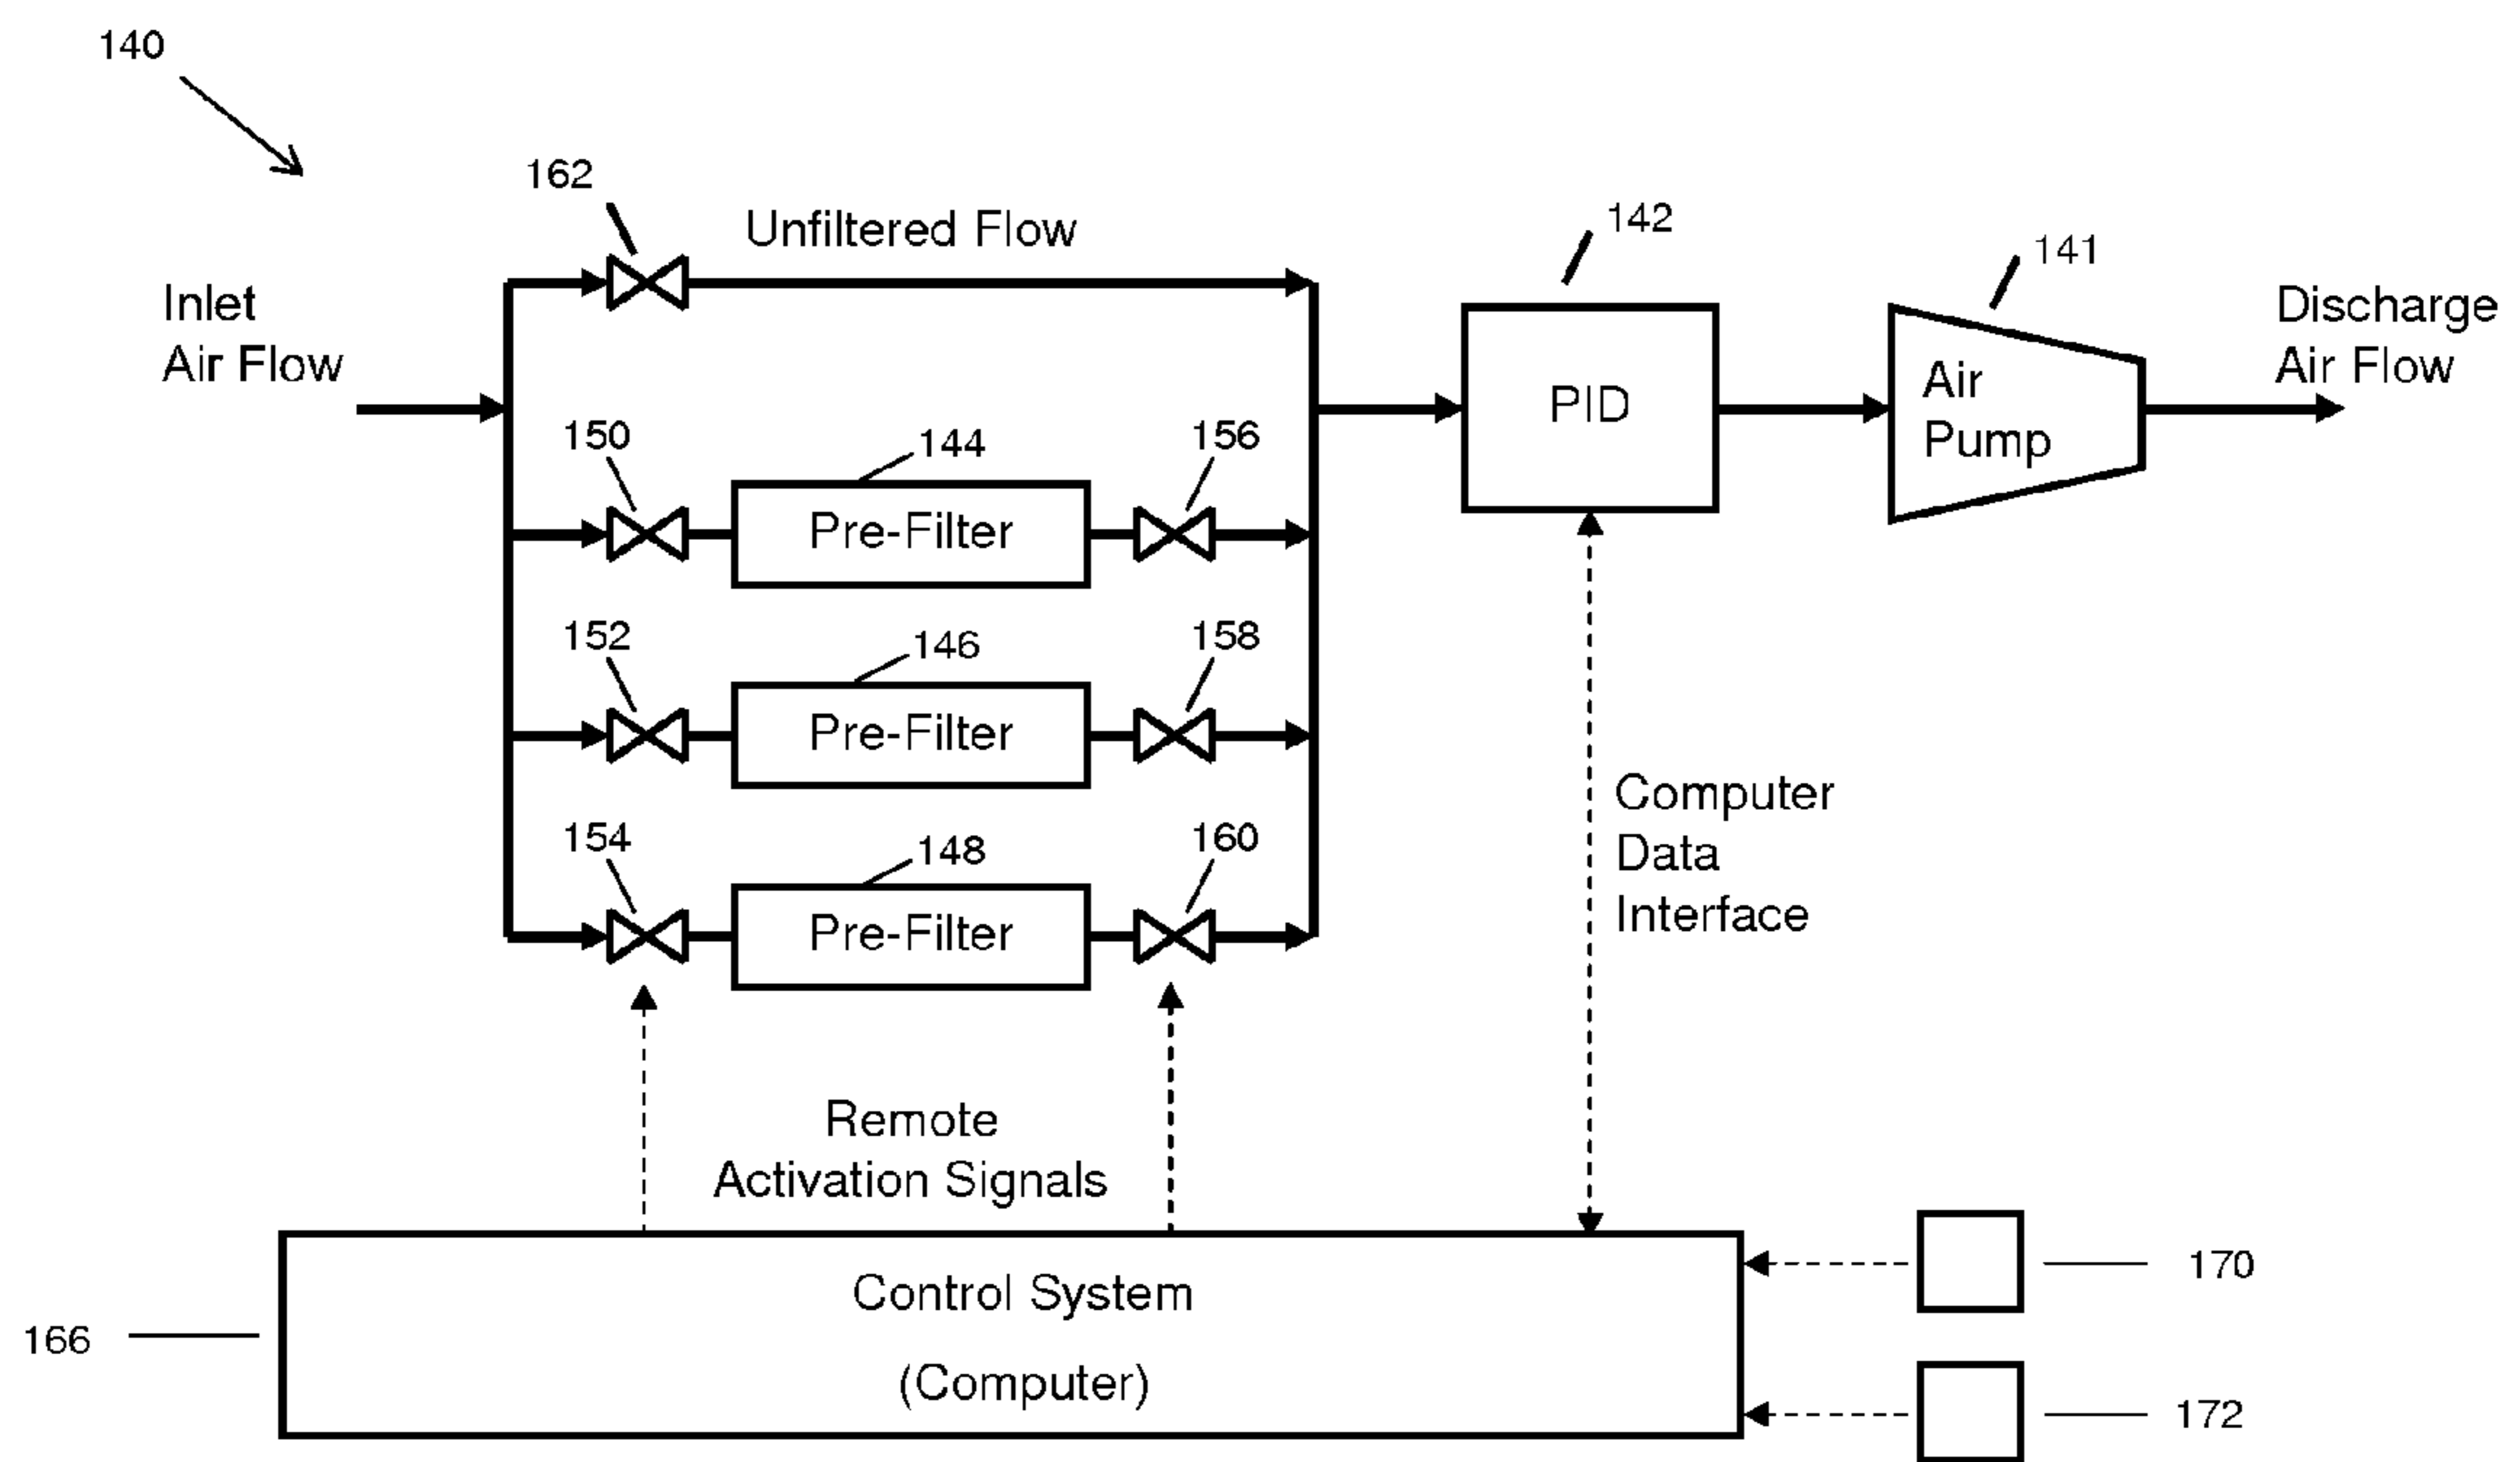 140
162
Unfiltered Flow
142
141
Inlet
Air Flow
Discharge
Air Flow
PID
Air
Pump
150
144
156
Pre-Filter
152
146
158
Pre-Filter
154
148
160
Pre-Filter
Computer
Data
Interface
Remote
Activation Signals
Control System
(Computer)
166
170
172